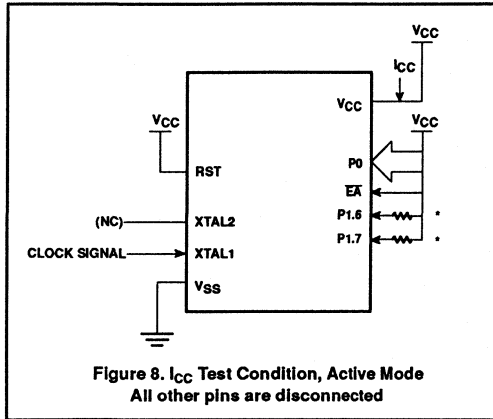 VCC
ICC
VCC
VCC
VCC
P0
RST
EA
(NC)
XTAL2
P1.6
*
CLOCK SIGNAL
XTAL1
P1.7
*
VSS
Figure 8. ICC Test Condition, Active Mode
All other pins are disconnected